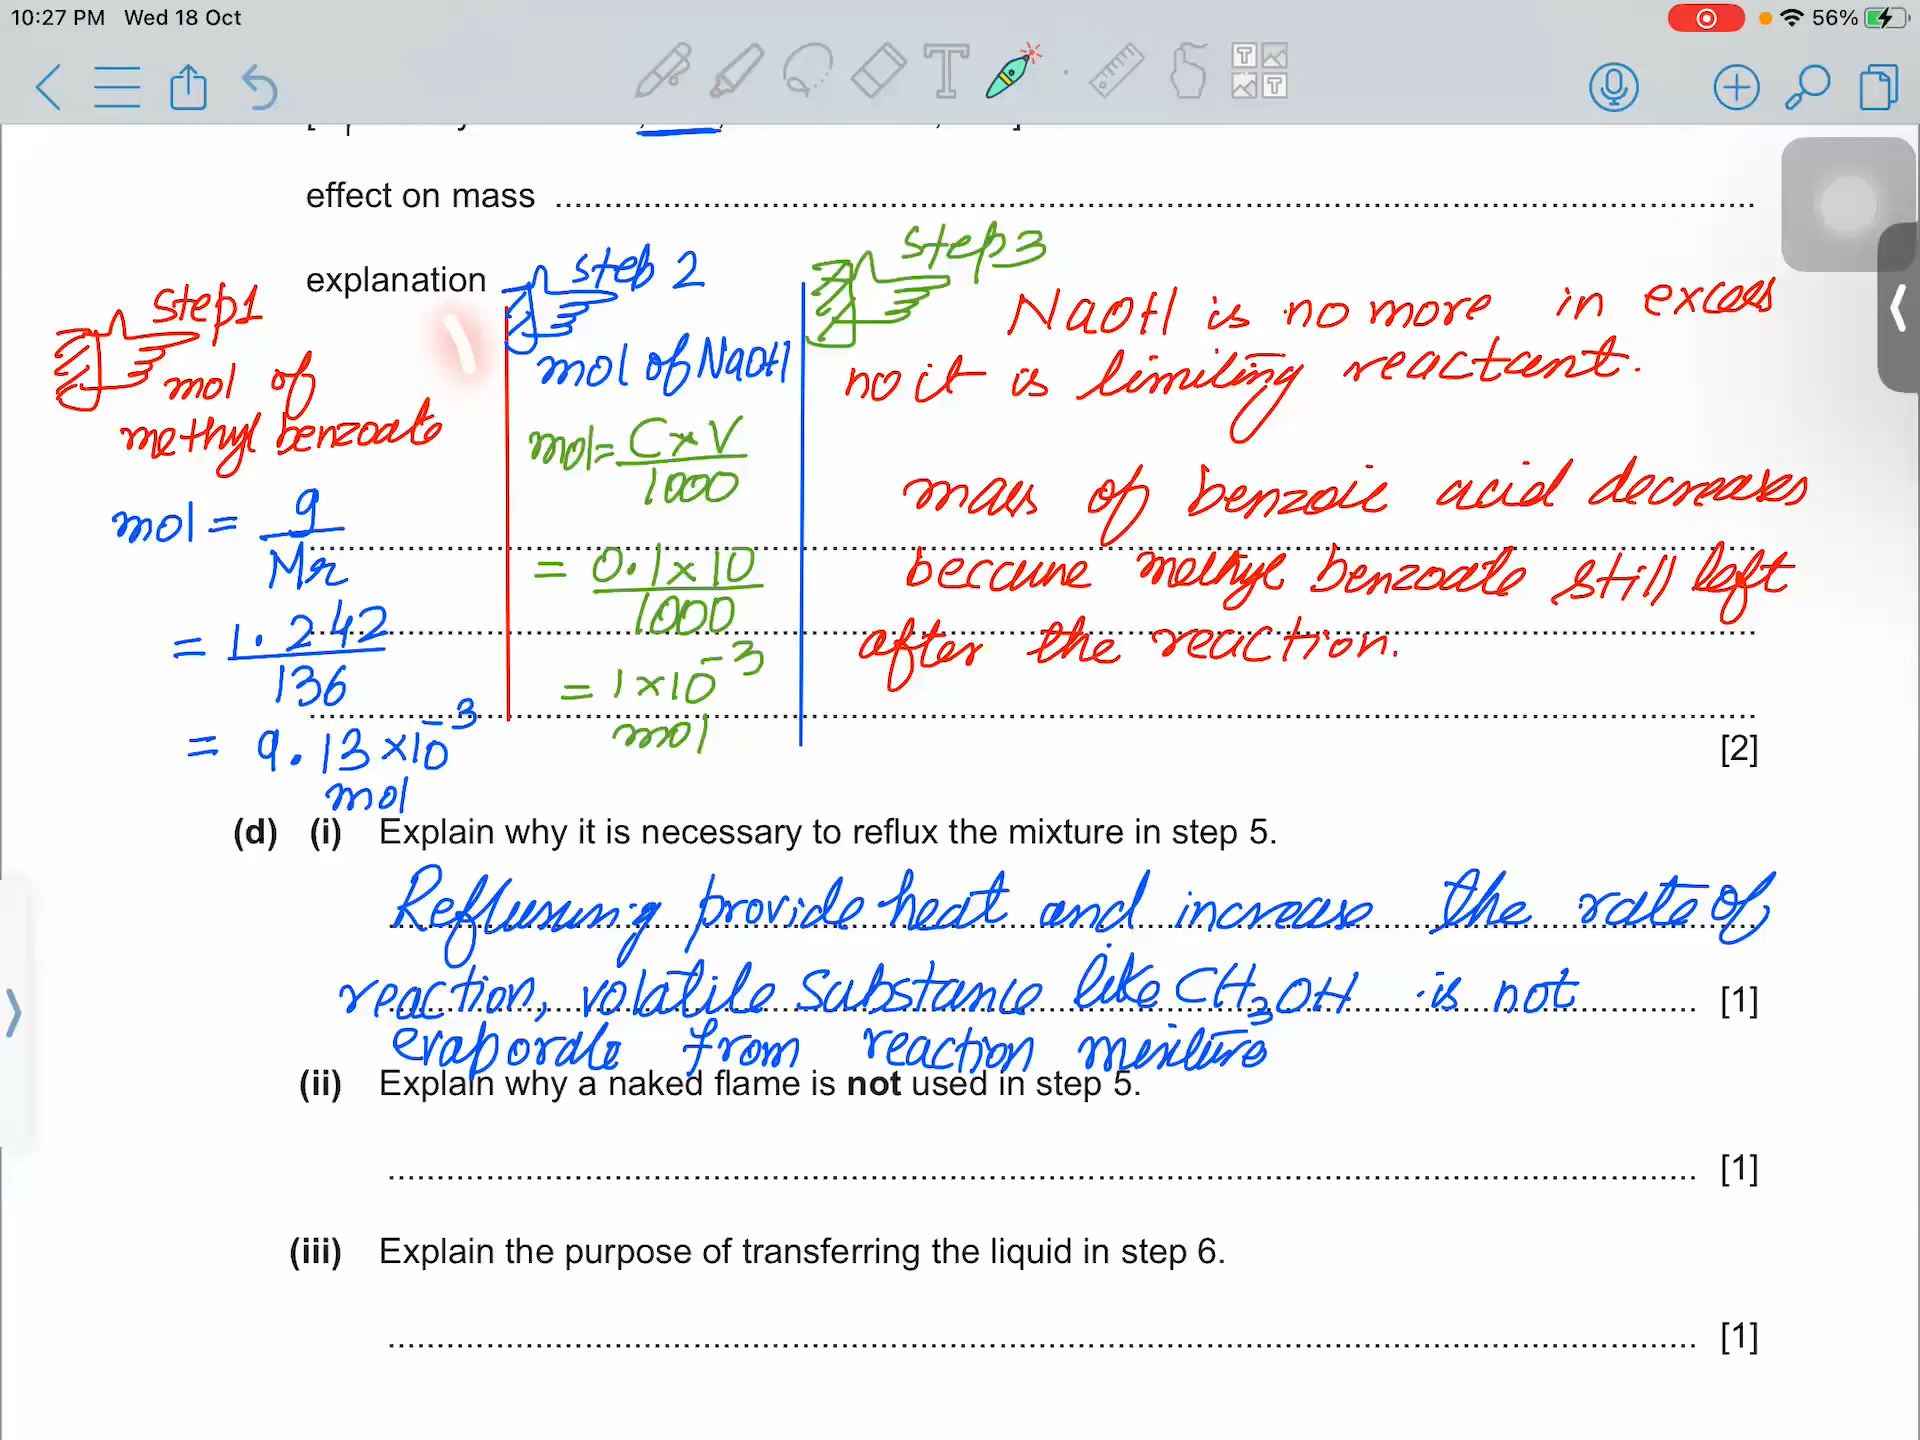 10:27 PM Wed 18 Oct
56%
effect on mass
explanation
step1
mol of
methyl benzoate
mol = g
Mr
= 1.242
136
= 9.13 × 10-3
mol
step 2
mol of NaOH
mol = C × V
1000
= 0.1 × 10
1000
= 1 × 10-3
mol
step3
NaOH is no more in excess
no it is limiting reactant.
mass of benzoic acid decreases
because methyl benzoate still left
after the reaction.
[2]
(d) (i) Explain why it is necessary to reflux the mixture in step 5.
Refluxing provide heat and increase the rate of
reaction, volatile substance like CH3OH is not [1]
evaporate from reaction mixture
(ii) Explain why a naked flame is not used in step 5.
[1]
(iii) Explain the purpose of transferring the liquid in step 6.
[1]